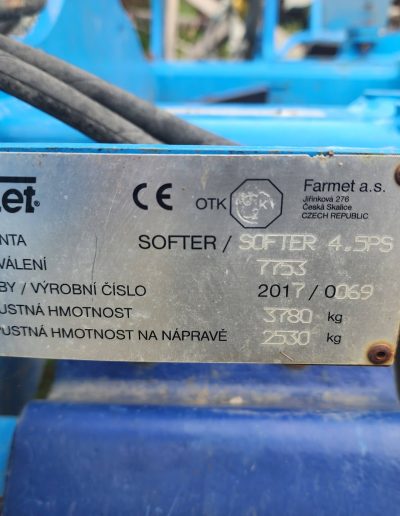 et®
CE OTK
Farmet a.s.
Jiřinková 276
Česká Skalice
CZECH REPUBLIC
NTA SOFTER / SOFTER 4.5PS
VÁLENÍ 7753
BY / VÝROBNÍ ČÍSLO 2017 / 0069
USTNÁ HMOTNOST 3780 kg
PUSTNÁ HMOTNOST NA NÁPRAVĚ 2530 kg